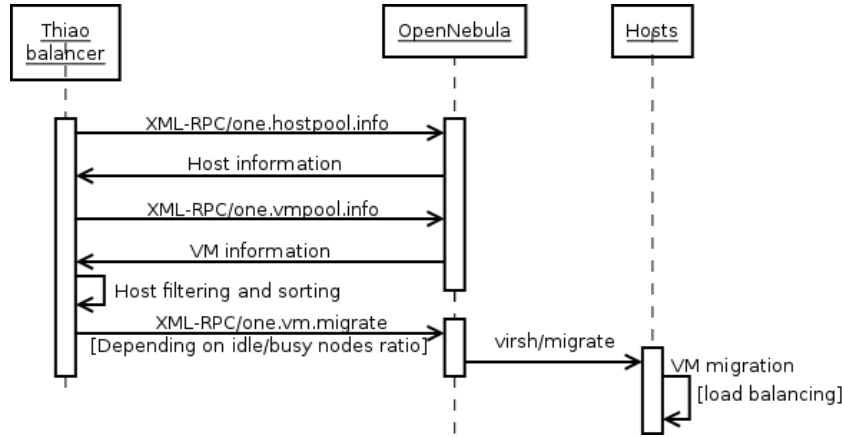 Thiao
balancer
OpenNebula
Hosts
XML-RPC/one.hostpool.info
Host information
XML-RPC/one.vmpool.info
VM information
Host filtering and sorting
XML-RPC/one.vm.migrate
[Depending on idle/busy nodes ratio]
virsh/migrate
VM migration
[load balancing]